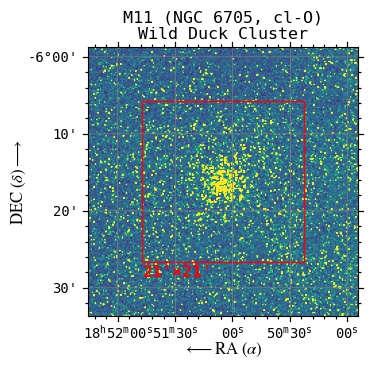 M11 (NGC 6705, cl-O)
Wild Duck Cluster
-6°00'
10'
20'
30'
DEC (δ) ⟶
21'×21'
18ʰ52ᵐ00ˢ 51ᵐ30ˢ 00ˢ 50ᵐ30ˢ 00ˢ
⟵ RA (α)